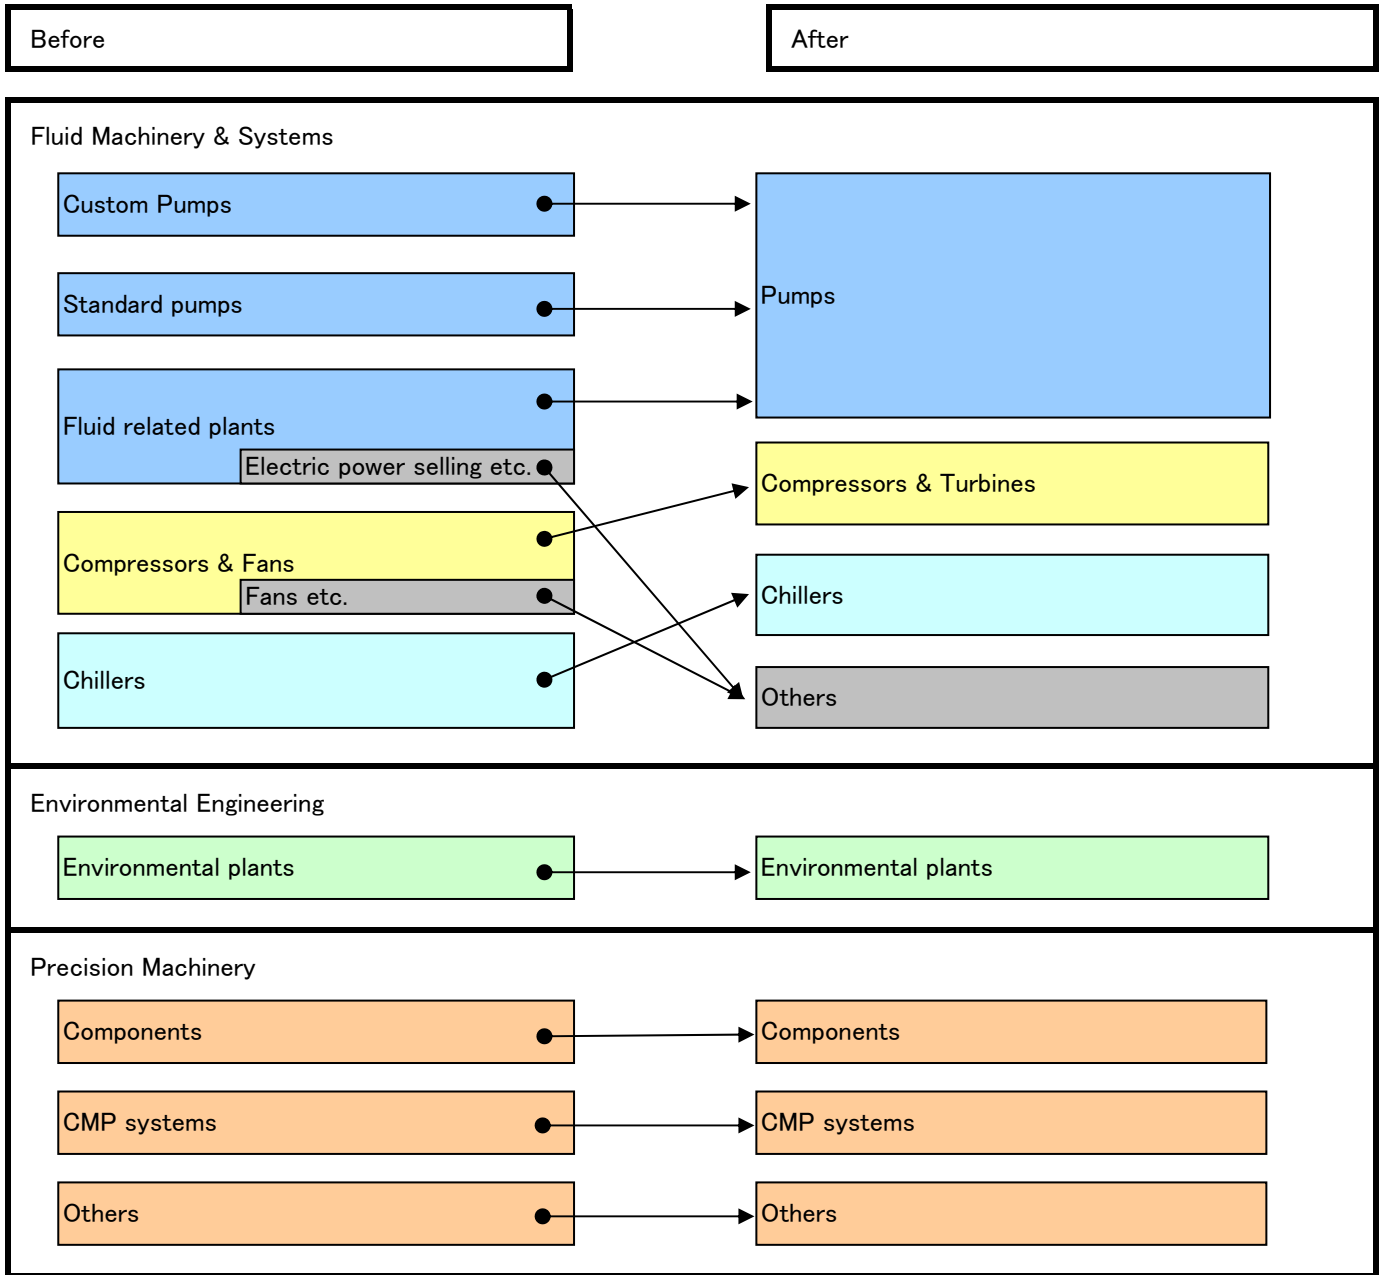 Before
After
Fluid Machinery & Systems
Custom Pumps
Standard pumps
Pumps
Fluid related plants
Electric power selling etc.
Compressors & Turbines
Compressors & Fans
Fans etc.
Chillers
Chillers
Others
Environmental Engineering
Environmental plants
Environmental plants
Precision Machinery
Components
Components
CMP systems
CMP systems
Others
Others